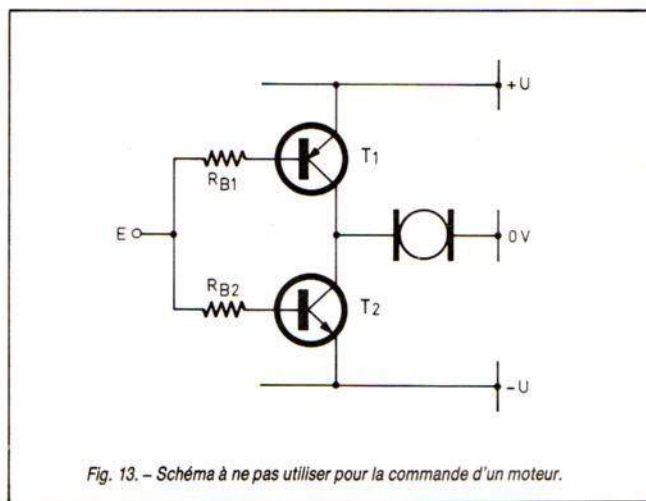 +U
T1
RB1
E
0V
RB2
T2
-U
Fig. 13. – Schéma à ne pas utiliser pour la commande d'un moteur.